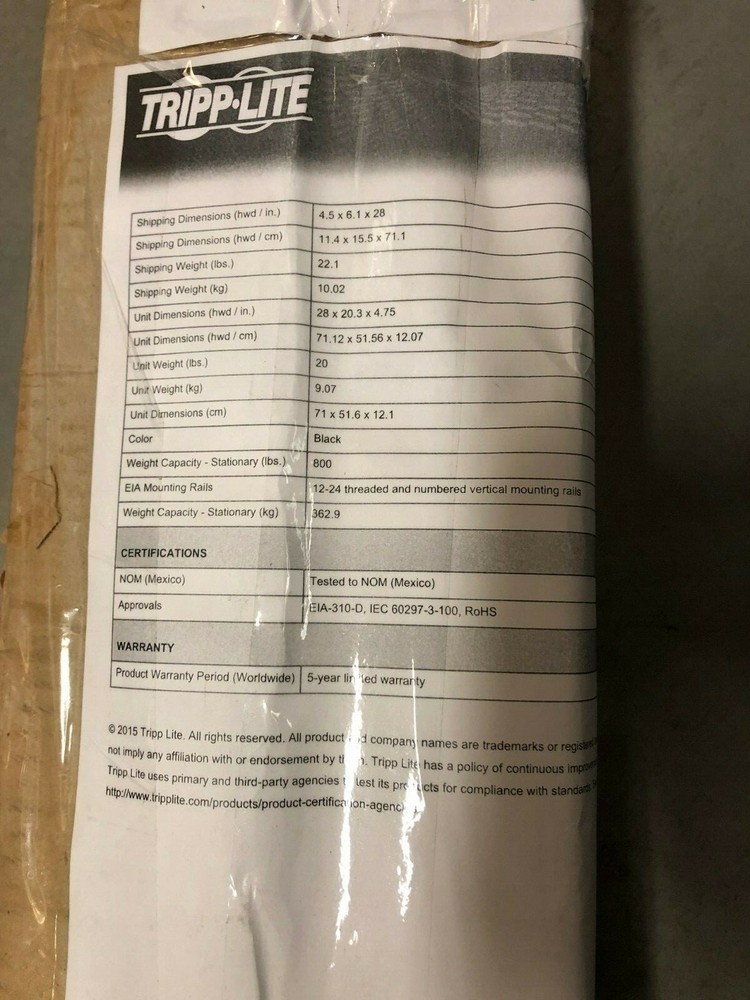 TRIPP·LITE
Shipping Dimensions (hwd / in.) 4.5 x 6.1 x 28
Shipping Dimensions (hwd / cm) 11.4 x 15.5 x 71.1
Shipping Weight (lbs.) 22.1
Shipping Weight (kg) 10.02
Unit Dimensions (hwd / in.) 28 x 20.3 x 4.75
Unit Dimensions (hwd / cm) 71.12 x 51.56 x 12.07
Unit Weight (lbs.) 20
Unit Weight (kg) 9.07
Unit Dimensions (cm) 71 x 51.6 x 12.1
Color Black
Weight Capacity - Stationary (lbs.) 800
EIA Mounting Rails 12-24 threaded and numbered vertical mounting rails
Weight Capacity - Stationary (kg) 362.9
CERTIFICATIONS
NOM (Mexico) Tested to NOM (Mexico)
Approvals EIA-310-D, IEC 60297-3-100, RoHS
WARRANTY
Product Warranty Period (Worldwide) 5-year limited warranty
© 2015 Tripp Lite. All rights reserved. All product and company names are trademarks or
not imply any affiliation with or endorsement by Tripp Lite has a policy of continuous
Tripp Lite uses primary and third-party agencies test its products for compliance with